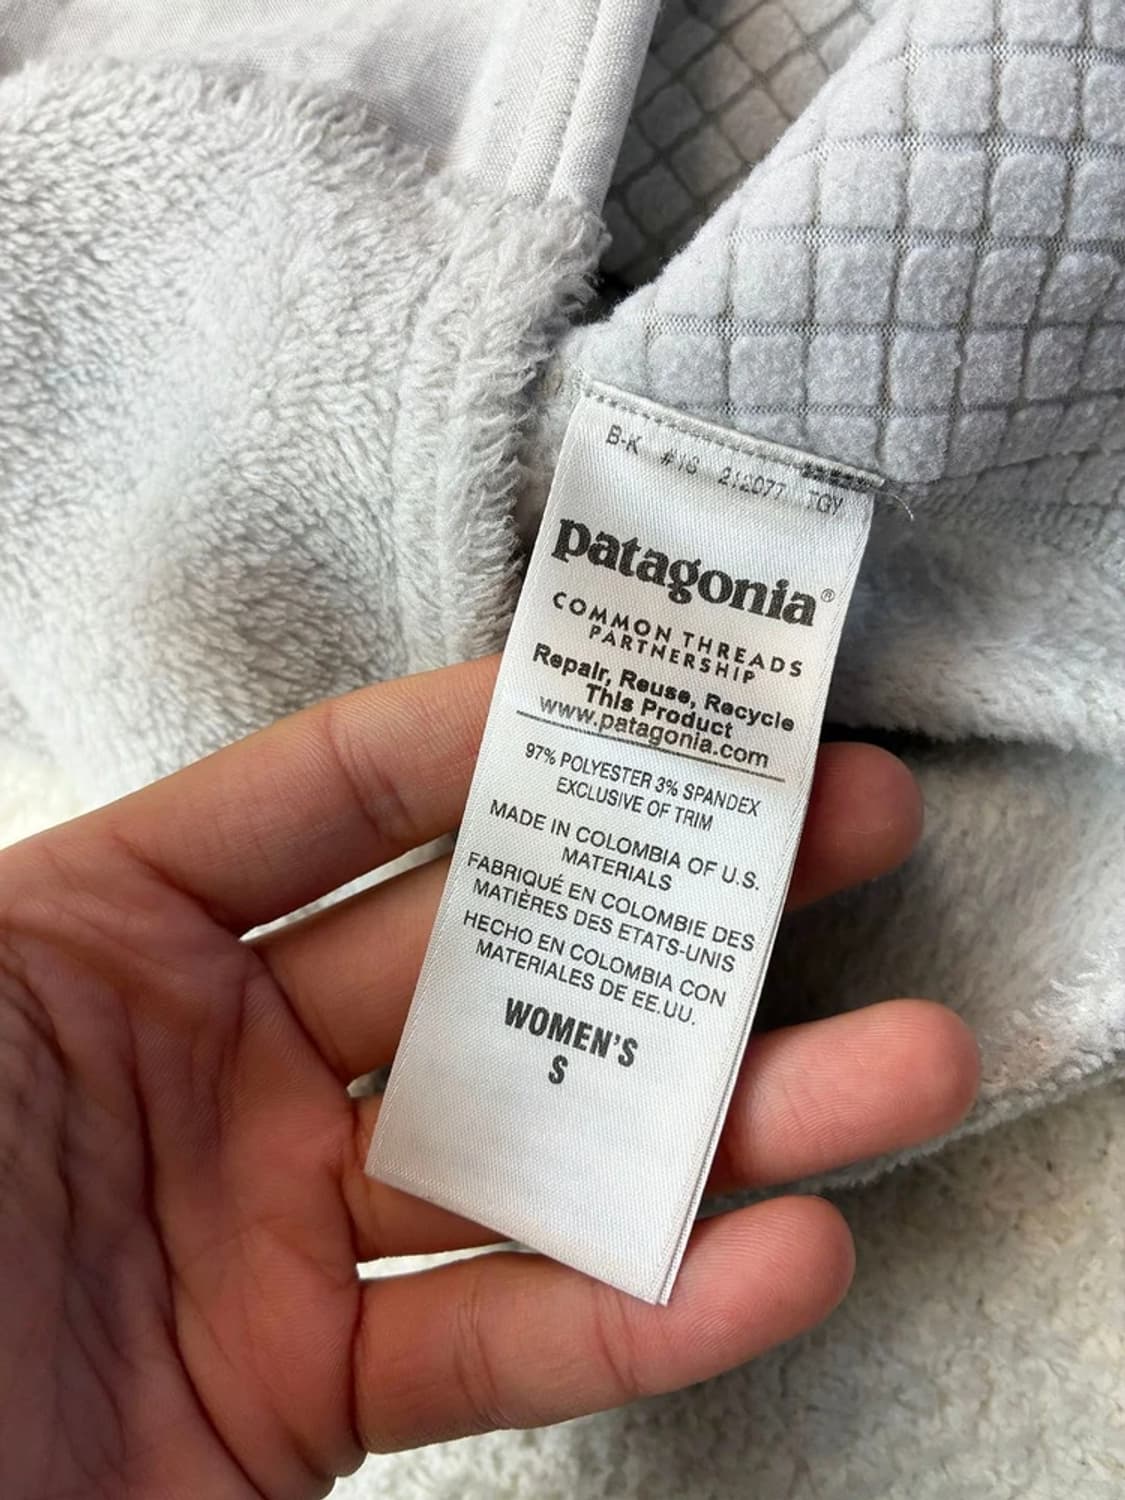 B-K #18 212077 TGY
patagonia®
COMMON THREADS
PARTNERSHIP
Repair, Reuse, Recycle
This Product
www.patagonia.com
97% POLYESTER 3% SPANDEX
EXCLUSIVE OF TRIM
MADE IN COLOMBIA OF U.S.
MATERIALS
FABRIQUÉ EN COLOMBIE DES
MATIÈRES DES ETATS-UNIS
HECHO EN COLOMBIA CON
MATERIALES DE EE.UU.
WOMEN'S
S